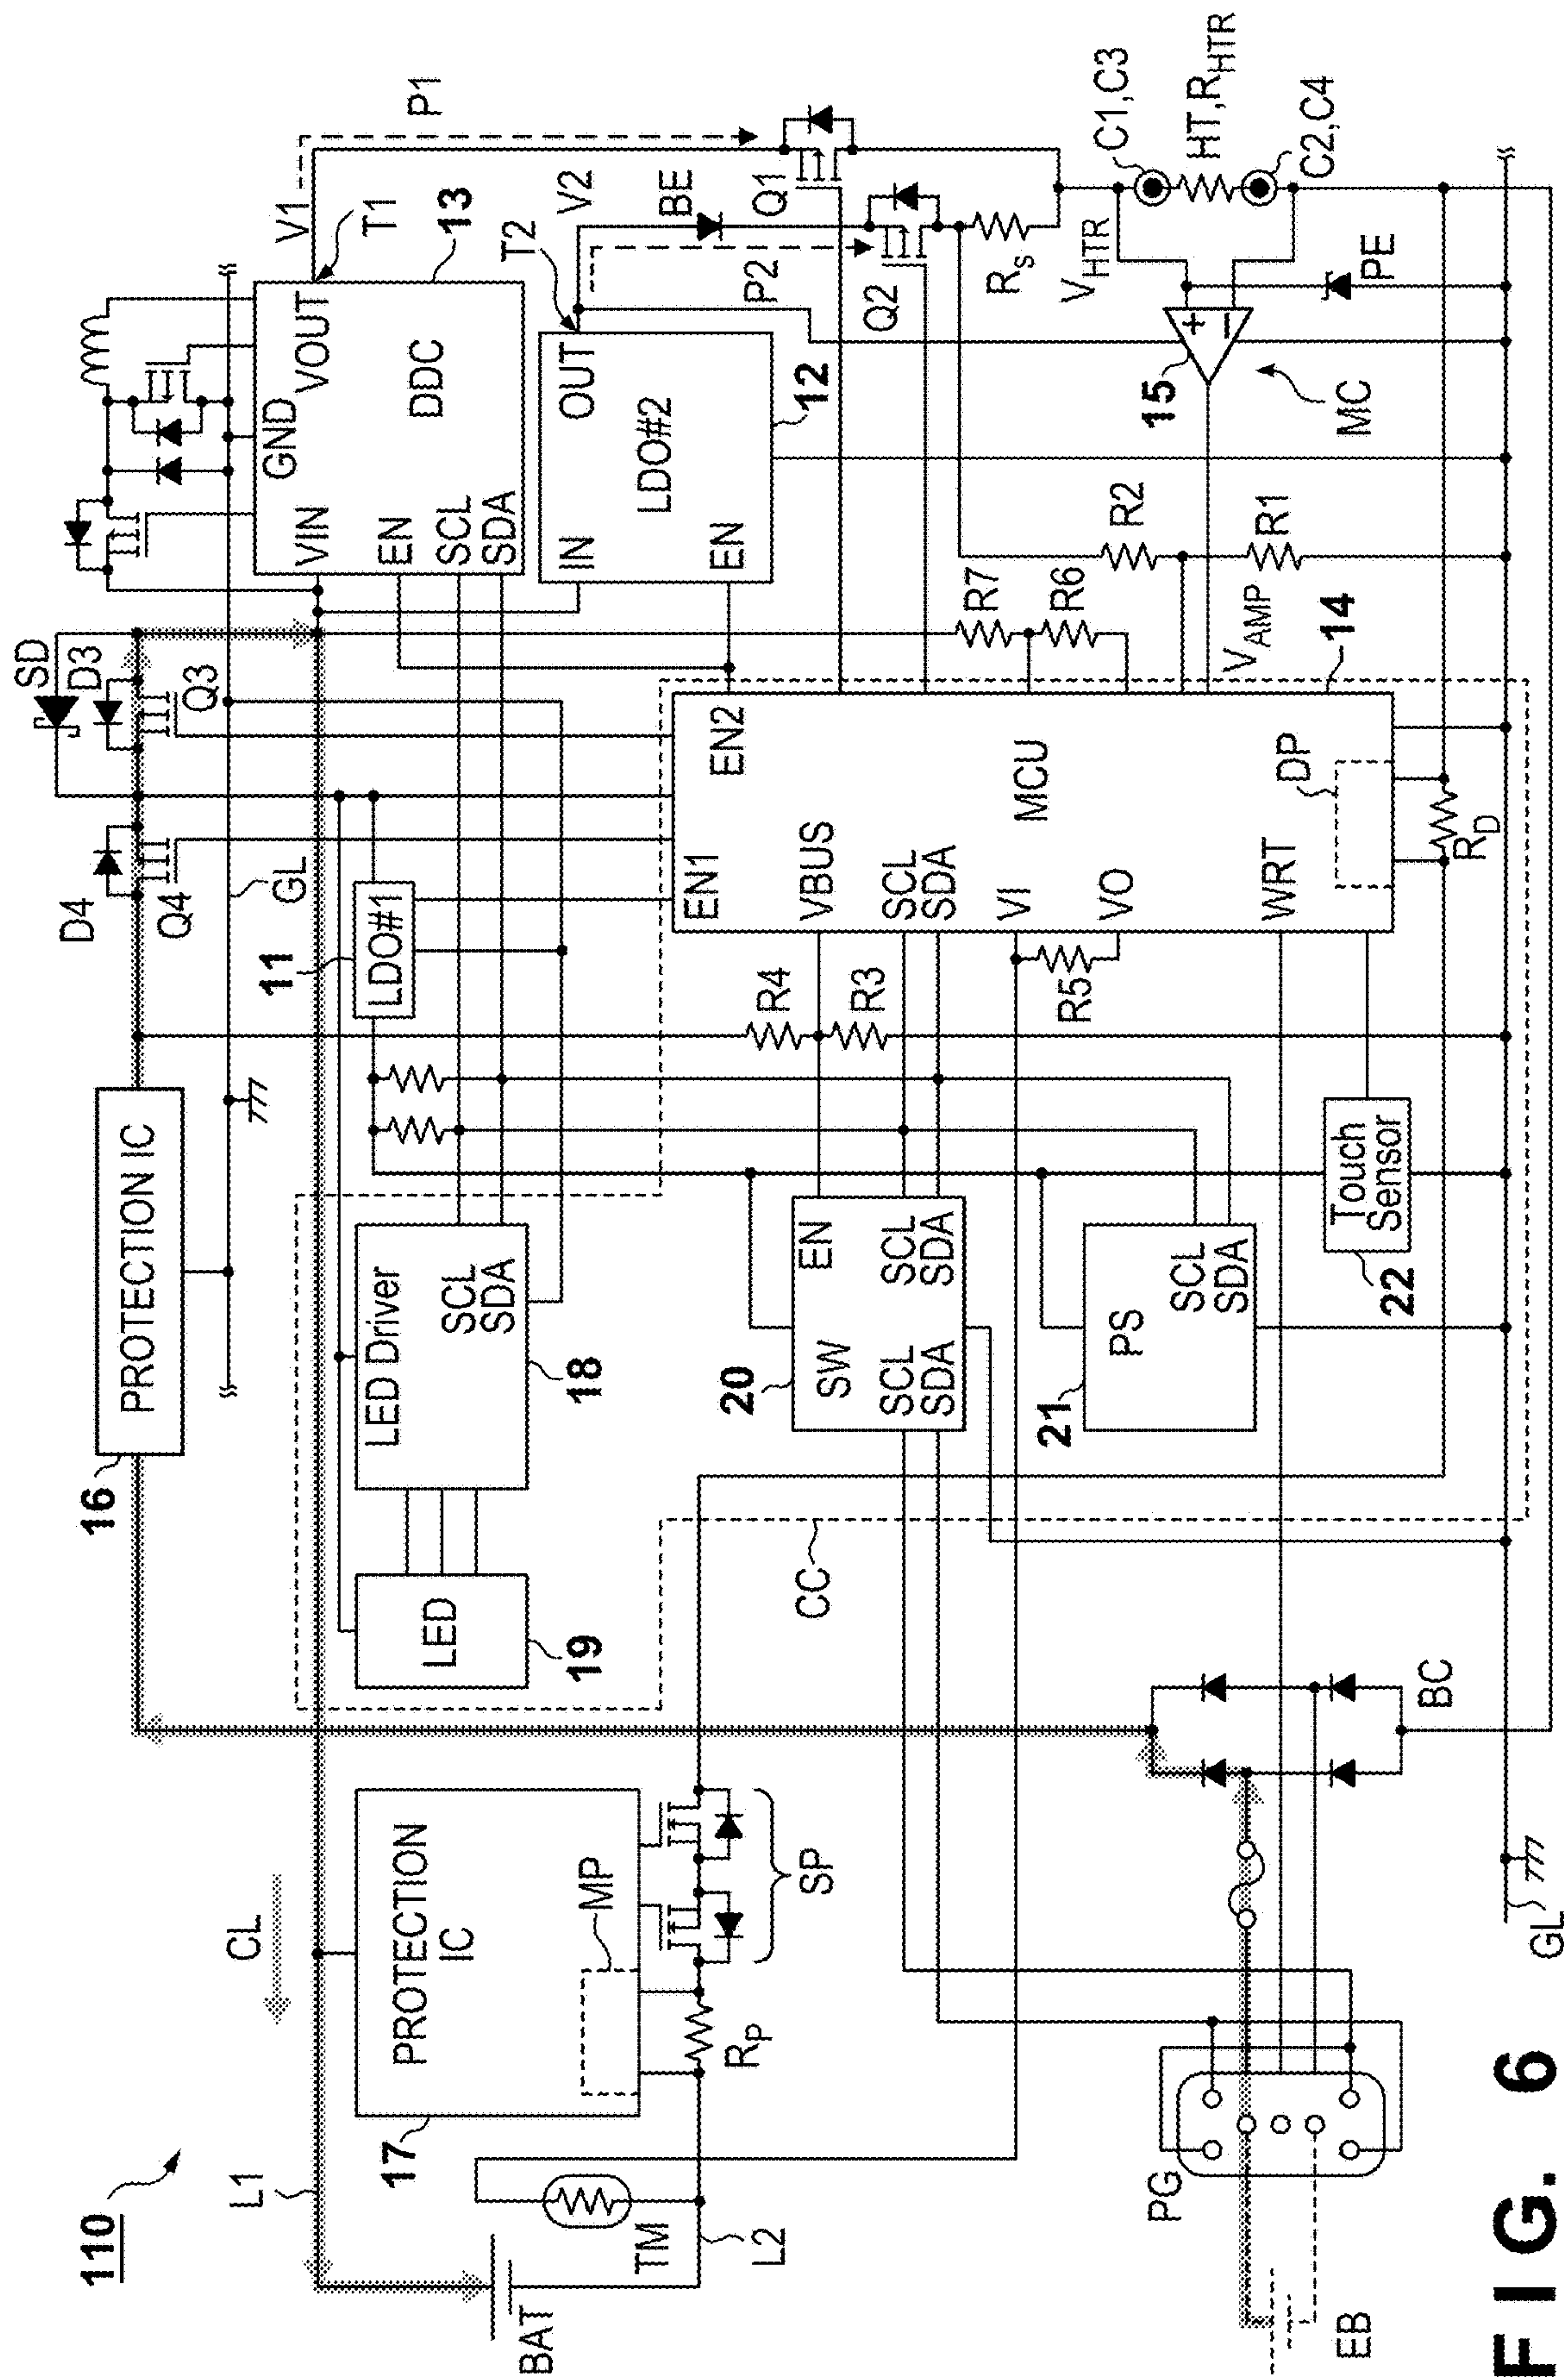 110
L1
CL
16
PROTECTION IC
D4
Q4
GL
SD
D3
Q3
V1
T1
P1
13
VIN
GND
VOUT
EN
SCL
SDA
DDC
T2
V2
BE
Q1
P2
Q2
RS
12
IN
OUT
LDO#2
EN
11
LDO#1
17
PROTECTION
IC
MP
SP
RP
BAT
TM
L2
LED
19
LED Driver
SCL
SDA
18
CC
20
EN
SW
SCL
SDA
SCL
SDA
21
PS
SCL
SDA
Touch
Sensor
22
R4
R3
R5
EN1
EN2
VBUS
SCL
SDA
MCU
VI
VO
WRT
DP
RD
14
R7
R6
R2
R1
VAMP
15
MC
VHTR
PE
+
−
C1,C3
HT,RHTR
C2,C4
PG
EB
BC
GL
FIG. 6